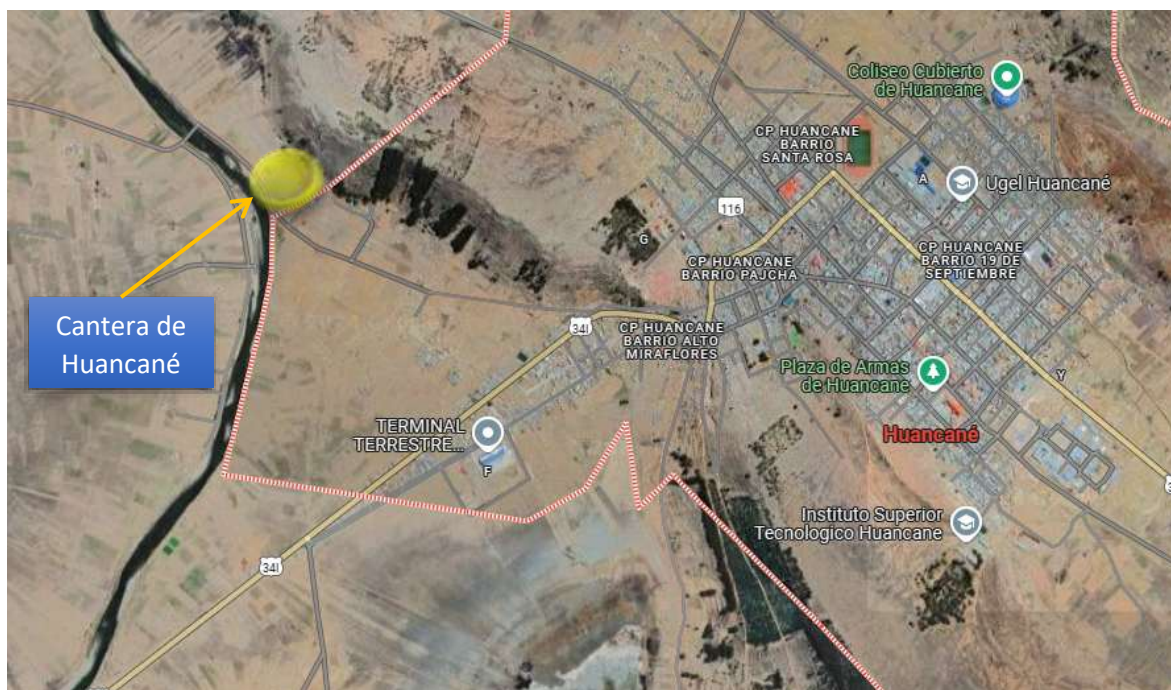 Coliseo Cubierto
de Huancane
CP HUANCANE
BARRIO
SANTA ROSA
A
Ugel Huancané
116
G
CP HUANCANE
BARRIO PAJCHA
CP HUANCANE
BARRIO 19 DE
SEPTIEMBRE
Cantera de
Huancané
34I
CP HUANCANE
BARRIO ALTO
MIRAFLORES
Plaza de Armas
de Huancane
Y
TERMINAL
TERRESTRE...
F
Huancané
Instituto Superior
Tecnologico Huancane
34I